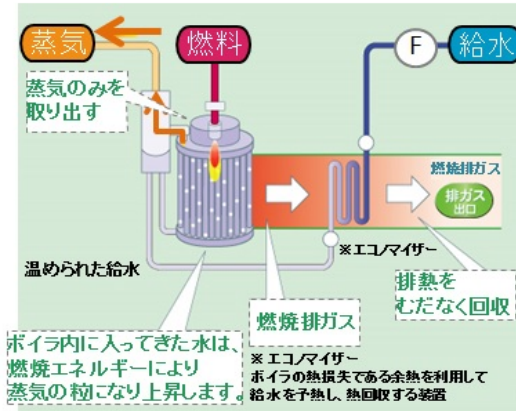 蒸気
燃料
F
給水
蒸気のみを
取り出す
燃焼排ガス
排ガス
出口
※エコノマイザー
温められた給水
排熱を
むだなく回収
燃焼排ガス
ボイラ内に入ってきた水は、
燃焼エネルギーにより
蒸気の粒になり上昇します。
※ エコノマイザー
ボイラの熱損失である余熱を利用して
給水を予熱し、熱回収する装置